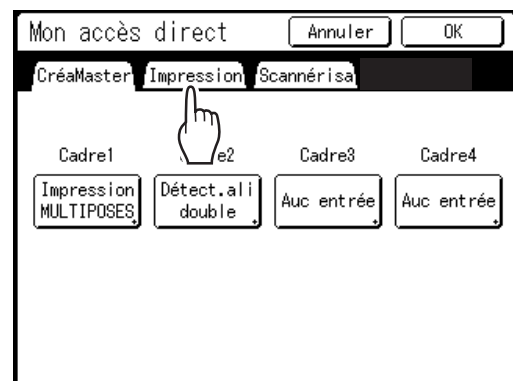 Mon accès direct Annuler OK
CréaMaster Impression Scannérisa
Cadre1 Cadre3 Cadre4
Impression Détect.ali Auc entrée Auc entrée
MULTIPOSES double